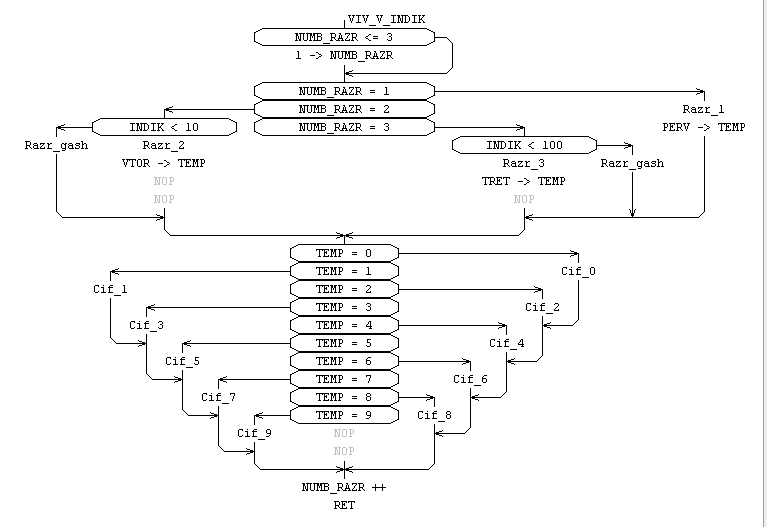 VIV_V_INDIK
NUMB_RAZR <= 3
1 -> NUMB_RAZR
NUMB_RAZR = 1
NUMB_RAZR = 2
Razr_1
INDIK < 10
NUMB_RAZR = 3
PERV -> TEMP
Razr_gash
Razr_2
INDIK < 100
VTOR -> TEMP
Razr_3
Razr_gash
NOP
TRET -> TEMP
NOP
NOP
TEMP = 0
TEMP = 1
Cif_0
Cif_1
TEMP = 2
TEMP = 3
Cif_2
Cif_3
TEMP = 4
TEMP = 5
Cif_4
Cif_5
TEMP = 6
TEMP = 7
Cif_6
Cif_7
TEMP = 8
TEMP = 9
Cif_8
Cif_9
NOP
NOP
NUMB_RAZR ++
RET